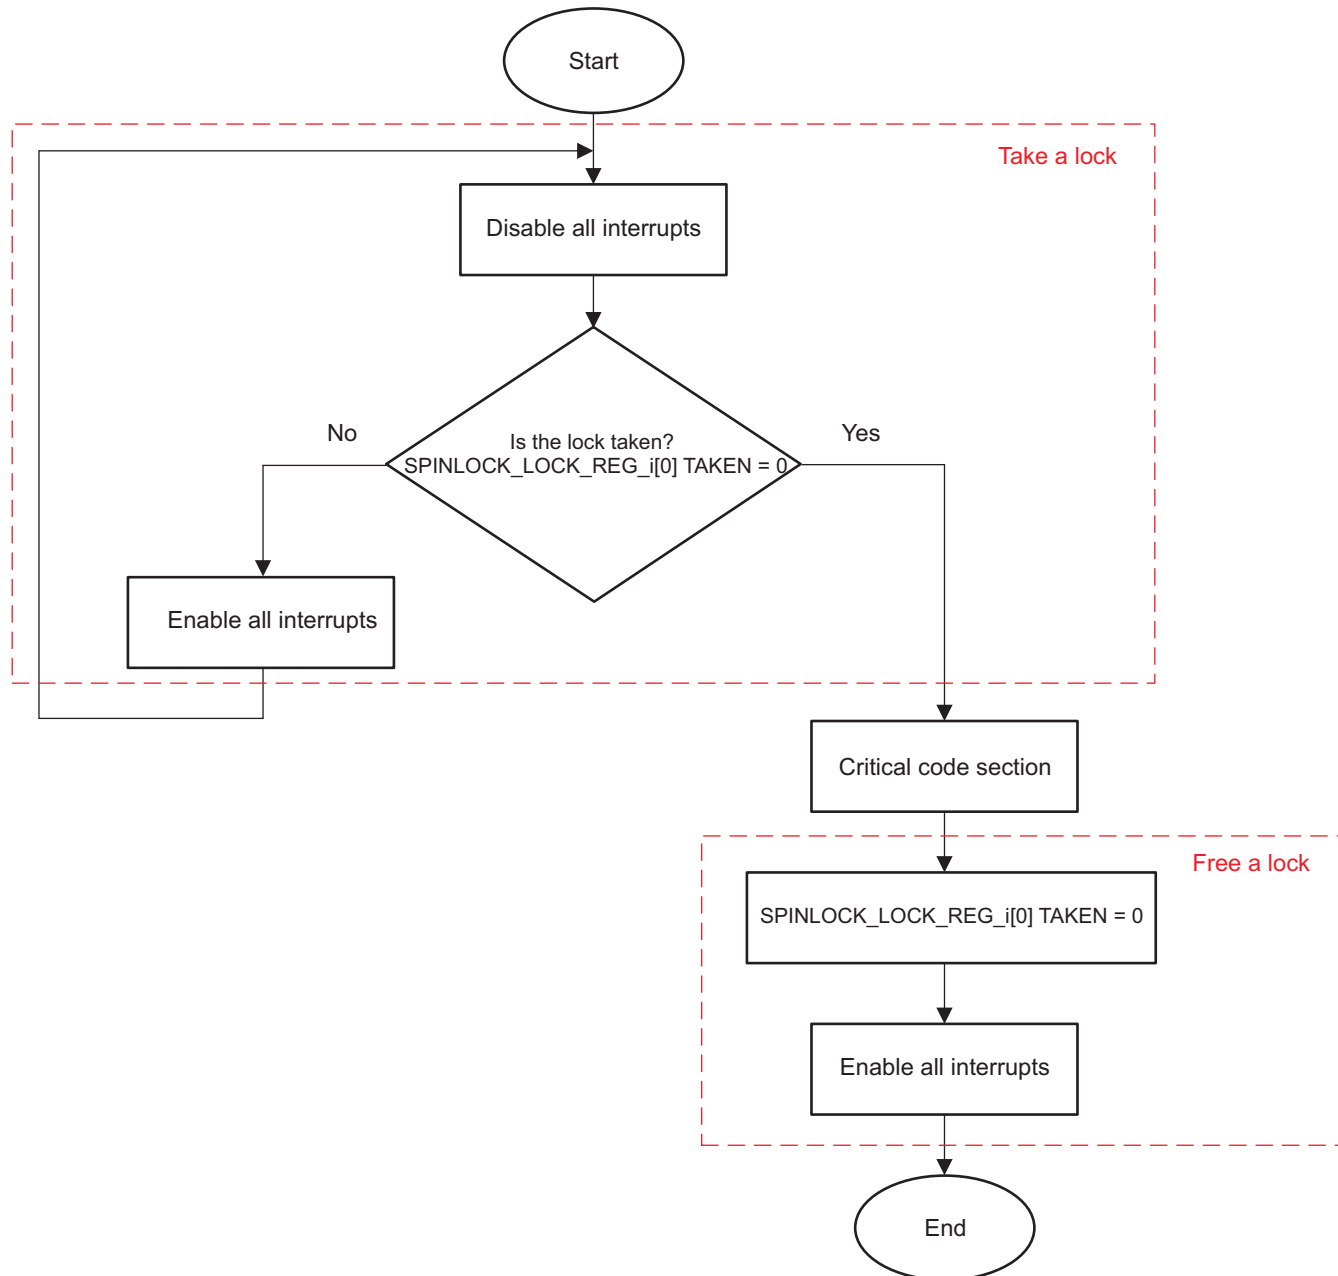 Start
Take a lock
Disable all interrupts
No
Yes
Is the lock taken?
SPINLOCK_LOCK_REG_i[0] TAKEN = 0
Enable all interrupts
Critical code section
Free a lock
SPINLOCK_LOCK_REG_i[0] TAKEN = 0
Enable all interrupts
End